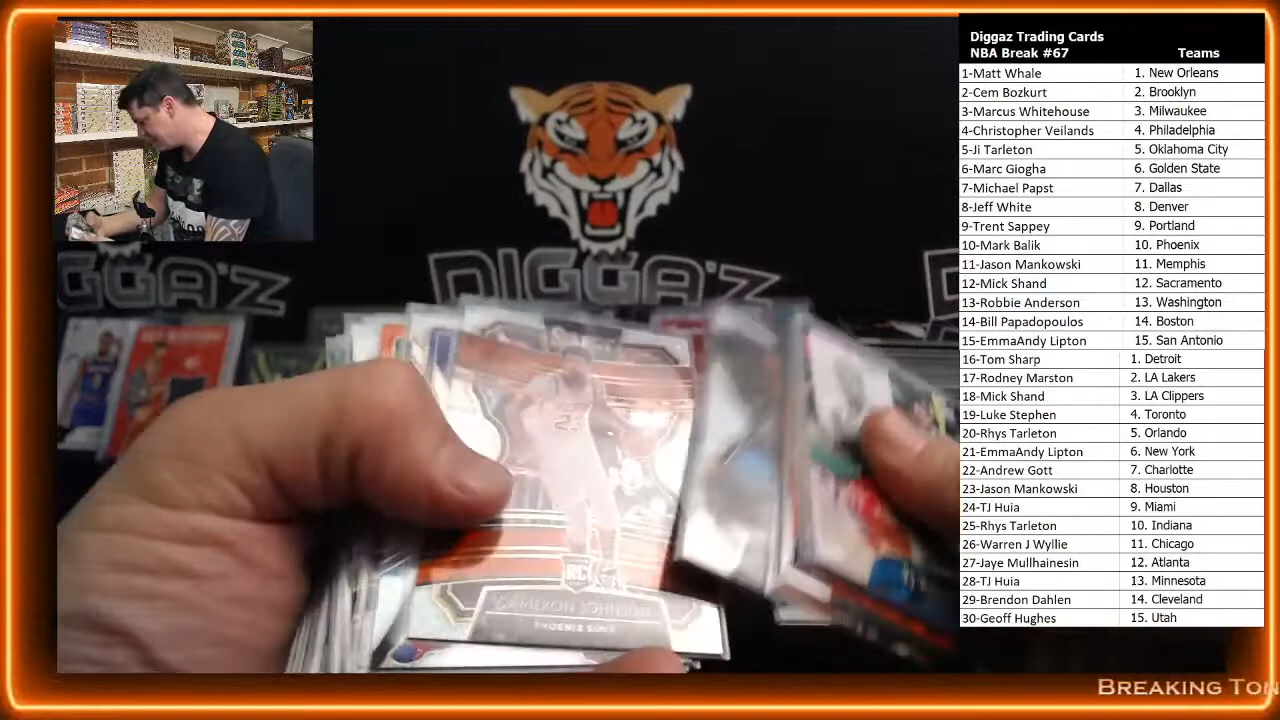 Diggaz Trading Cards
NBA Break #67 Teams
1-Matt Whale 1. New Orleans
2-Cem Bozkurt 2. Brooklyn
3-Marcus Whitehouse 3. Milwaukee
4-Christopher Veilands 4. Philadelphia
5-Ji Tarleton 5. Oklahoma City
6-Marc Giogha 6. Golden State
7-Michael Papst 7. Dallas
8-Jeff White 8. Denver
9-Trent Sappey 9. Portland
10-Mark Balik 10. Phoenix
11-Jason Mankowski 11. Memphis
12-Mick Shand 12. Sacramento
13-Robbie Anderson 13. Washington
14-Bill Papadopoulos 14. Boston
15-EmmaAndy Lipton 15. San Antonio
16-Tom Sharp 1. Detroit
17-Rodney Marston 2. LA Lakers
18-Mick Shand 3. LA Clippers
19-Luke Stephen 4. Toronto
20-Rhys Tarleton 5. Orlando
21-EmmaAndy Lipton 6. New York
22-Andrew Gott 7. Charlotte
23-Jason Mankowski 8. Houston
24-TJ Huia 9. Miami
25-Rhys Tarleton 10. Indiana
26-Warren J Wyllie 11. Chicago
27-Jaye Mullhainesin 12. Atlanta
28-TJ Huia 13. Minnesota
29-Brendon Dahlen 14. Cleveland
30-Geoff Hughes 15. Utah
DIGGAZ
GGAZ
RC
CAMERON JOHNSON
PHOENIX SUNS
BREAKING TON